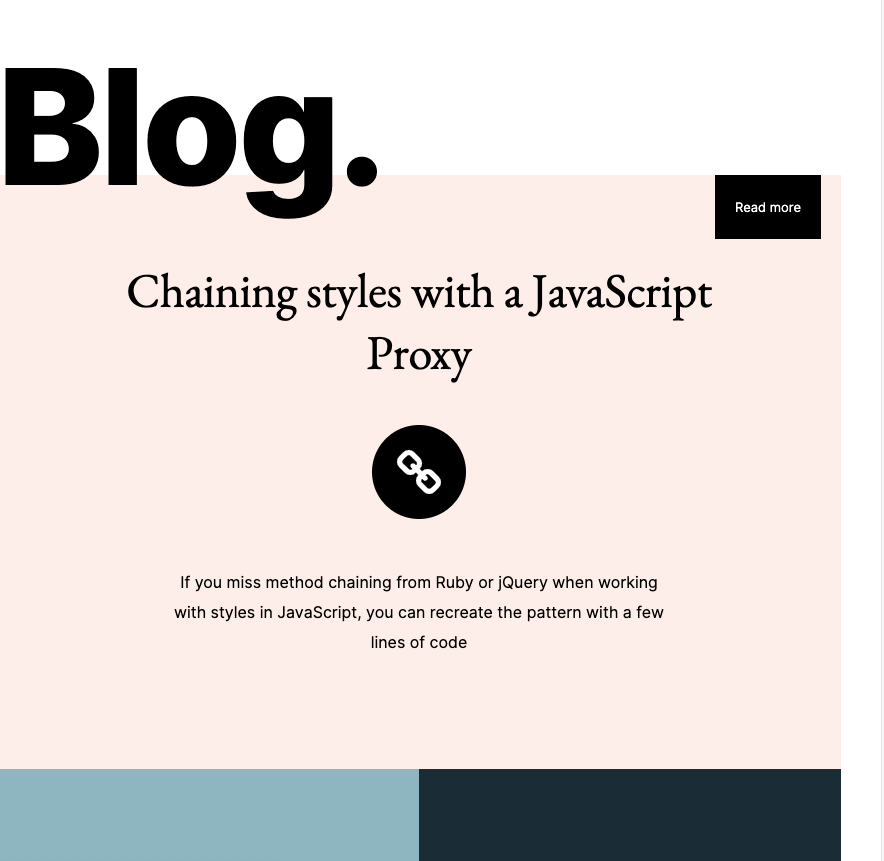 Blog.
Read more
Chaining styles with a JavaScript
Proxy
If you miss method chaining from Ruby or jQuery when working
with styles in JavaScript, you can recreate the pattern with a few
lines of code